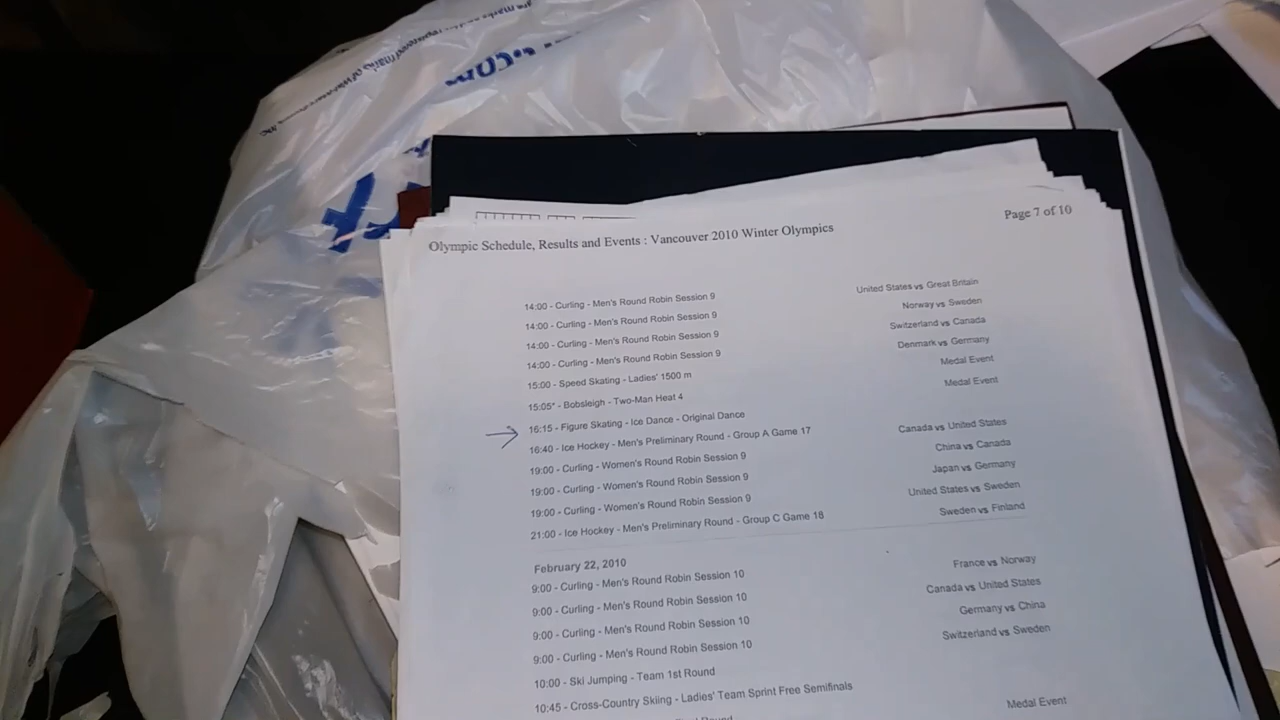 Page 7 of 10
Olympic Schedule, Results and Events : Vancouver 2010 Winter Olympics
14:00 - Curling - Men's Round Robin Session 9 United States vs Great Britain
14:00 - Curling - Men's Round Robin Session 9 Norway vs Sweden
14:00 - Curling - Men's Round Robin Session 9 Switzerland vs Canada
14:00 - Curling - Men's Round Robin Session 9 Denmark vs Germany
15:00 - Speed Skating - Ladies' 1500 m Medal Event
15:05* - Bobsleigh - Two-Man Heat 4 Medal Event
16:15 - Figure Skating - Ice Dance - Original Dance
16:40 - Ice Hockey - Men's Preliminary Round - Group A Game 17 Canada vs United States
19:00 - Curling - Women's Round Robin Session 9 China vs Canada
19:00 - Curling - Women's Round Robin Session 9 Japan vs Germany
19:00 - Curling - Women's Round Robin Session 9 United States vs Sweden
21:00 - Ice Hockey - Men's Preliminary Round - Group C Game 18 Sweden vs Finland
February 22, 2010
9:00 - Curling - Men's Round Robin Session 10 France vs Norway
9:00 - Curling - Men's Round Robin Session 10 Canada vs United States
9:00 - Curling - Men's Round Robin Session 10 Germany vs China
9:00 - Curling - Men's Round Robin Session 10 Switzerland vs Sweden
10:00 - Ski Jumping - Team 1st Round
10:45 - Cross-Country Skiing - Ladies' Team Sprint Free Semifinals
Round Medal Event